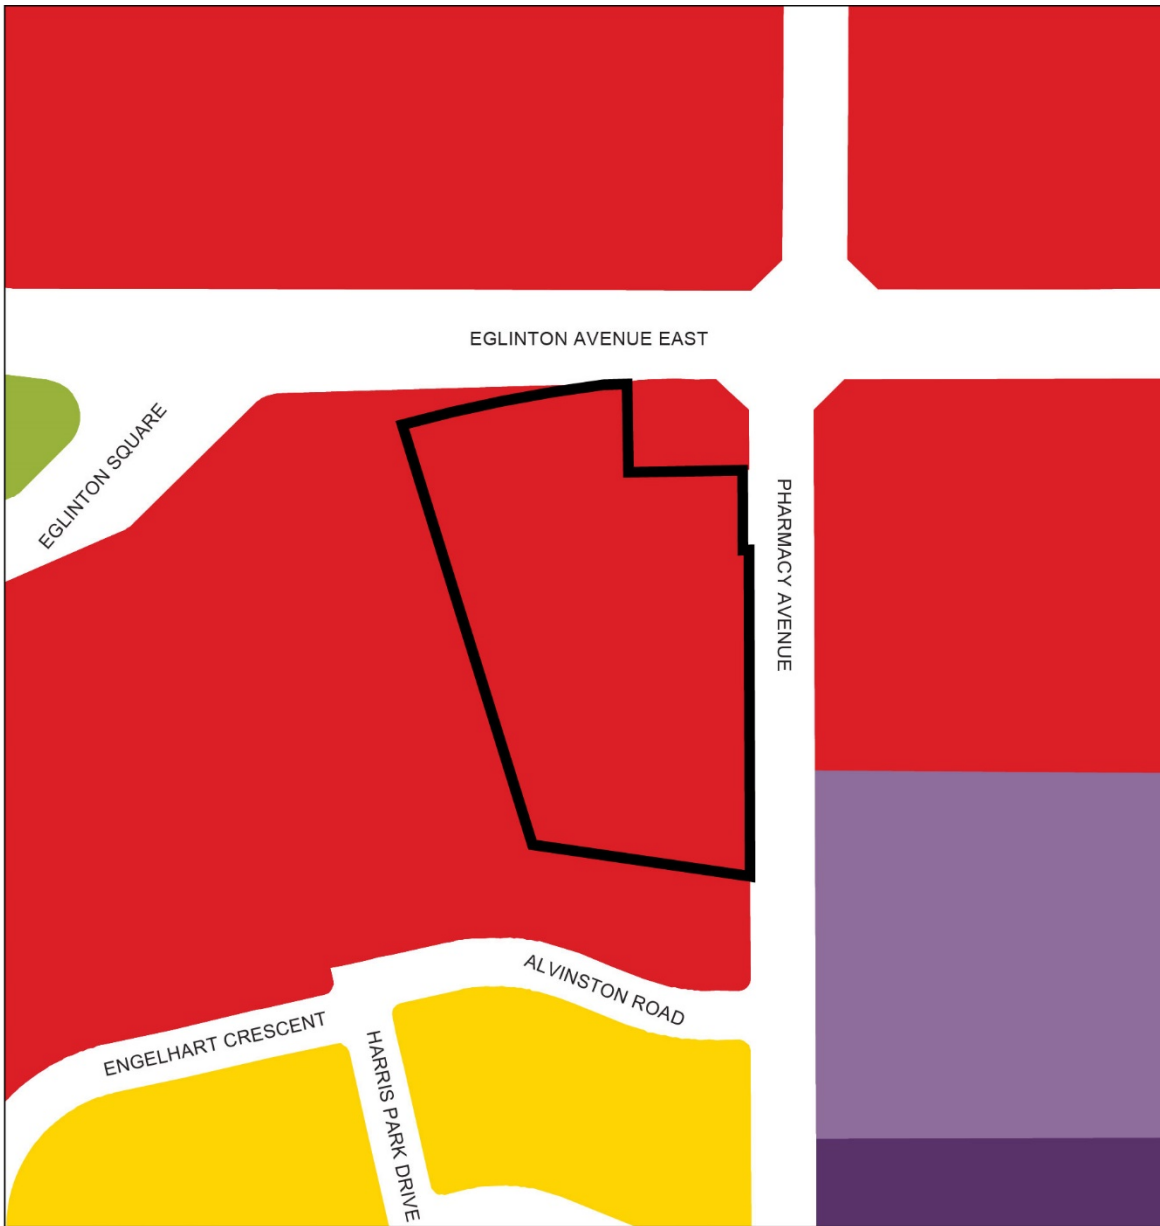 EGLINTON AVENUE EAST
EGLINTON SQUARE
PHARMACY AVENUE
ALVINSTON ROAD
ENGELHART CRESCENT
HARRIS PARK DRIVE